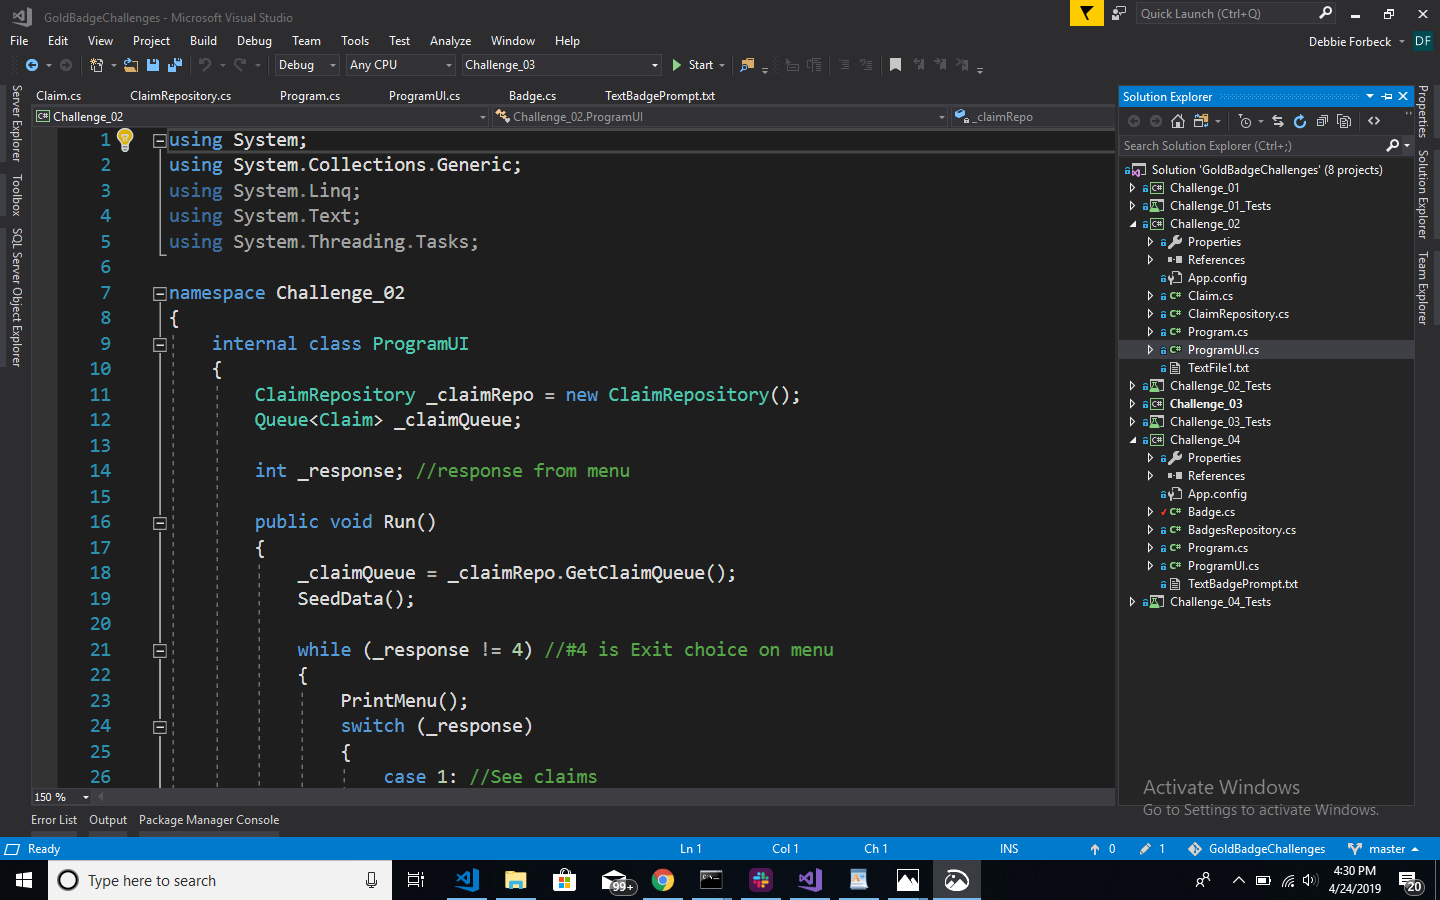 GoldBadgeChallenges - Microsoft Visual Studio
Quick Launch (Ctrl+Q)
File Edit View Project Build Debug Team Tools Test Analyze Window Help
Debbie Forbeck DF
Debug Any CPU Challenge_03 Start
Claim.cs ClaimRepository.cs Program.cs ProgramUI.cs Badge.cs TextBadgePrompt.txt
Challenge_02 Challenge_02.ProgramUI _claimRepo
Server Explorer
Toolbox
SQL Server Object Explorer
1 using System;
2 using System.Collections.Generic;
3 using System.Linq;
4 using System.Text;
5 using System.Threading.Tasks;
6
7 namespace Challenge_02
8 {
9 internal class ProgramUI
10 {
11 ClaimRepository _claimRepo = new ClaimRepository();
12 Queue<Claim> _claimQueue;
13
14 int _response; //response from menu
15
16 public void Run()
17 {
18 _claimQueue = _claimRepo.GetClaimQueue();
19 SeedData();
20
21 while (_response != 4) //#4 is Exit choice on menu
22 {
23 PrintMenu();
24 switch (_response)
25 {
26 case 1: //See claims
150 %
Solution Explorer
Search Solution Explorer (Ctrl+;)
Solution 'GoldBadgeChallenges' (8 projects)
C# Challenge_01
Challenge_01_Tests
C# Challenge_02
Properties
References
App.config
C# Claim.cs
C# ClaimRepository.cs
C# Program.cs
C# ProgramUI.cs
TextFile1.txt
Challenge_02_Tests
C# Challenge_03
Challenge_03_Tests
C# Challenge_04
Properties
References
App.config
C# Badge.cs
C# BadgesRepository.cs
C# Program.cs
C# ProgramUI.cs
TextBadgePrompt.txt
Challenge_04_Tests
Properties
Solution Explorer
Team Explorer
Activate Windows
Go to Settings to activate Windows.
Error List Output Package Manager Console
Ready Ln 1 Col 1 Ch 1 INS 0 1 GoldBadgeChallenges master
Type here to search
99+
4:30 PM
4/24/2019
20